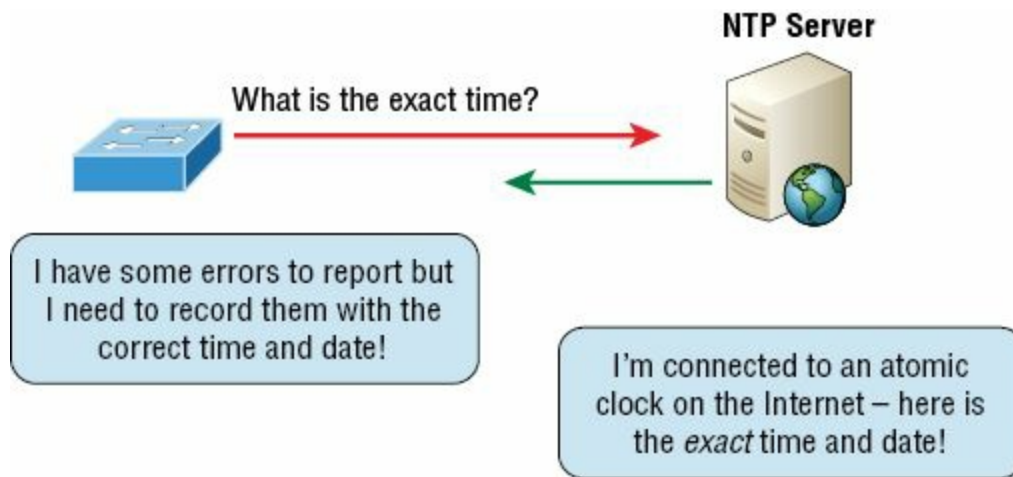 NTP Server
What is the exact time?
I have some errors to report but
I need to record them with the
correct time and date!
I'm connected to an atomic
clock on the Internet – here is
the exact time and date!